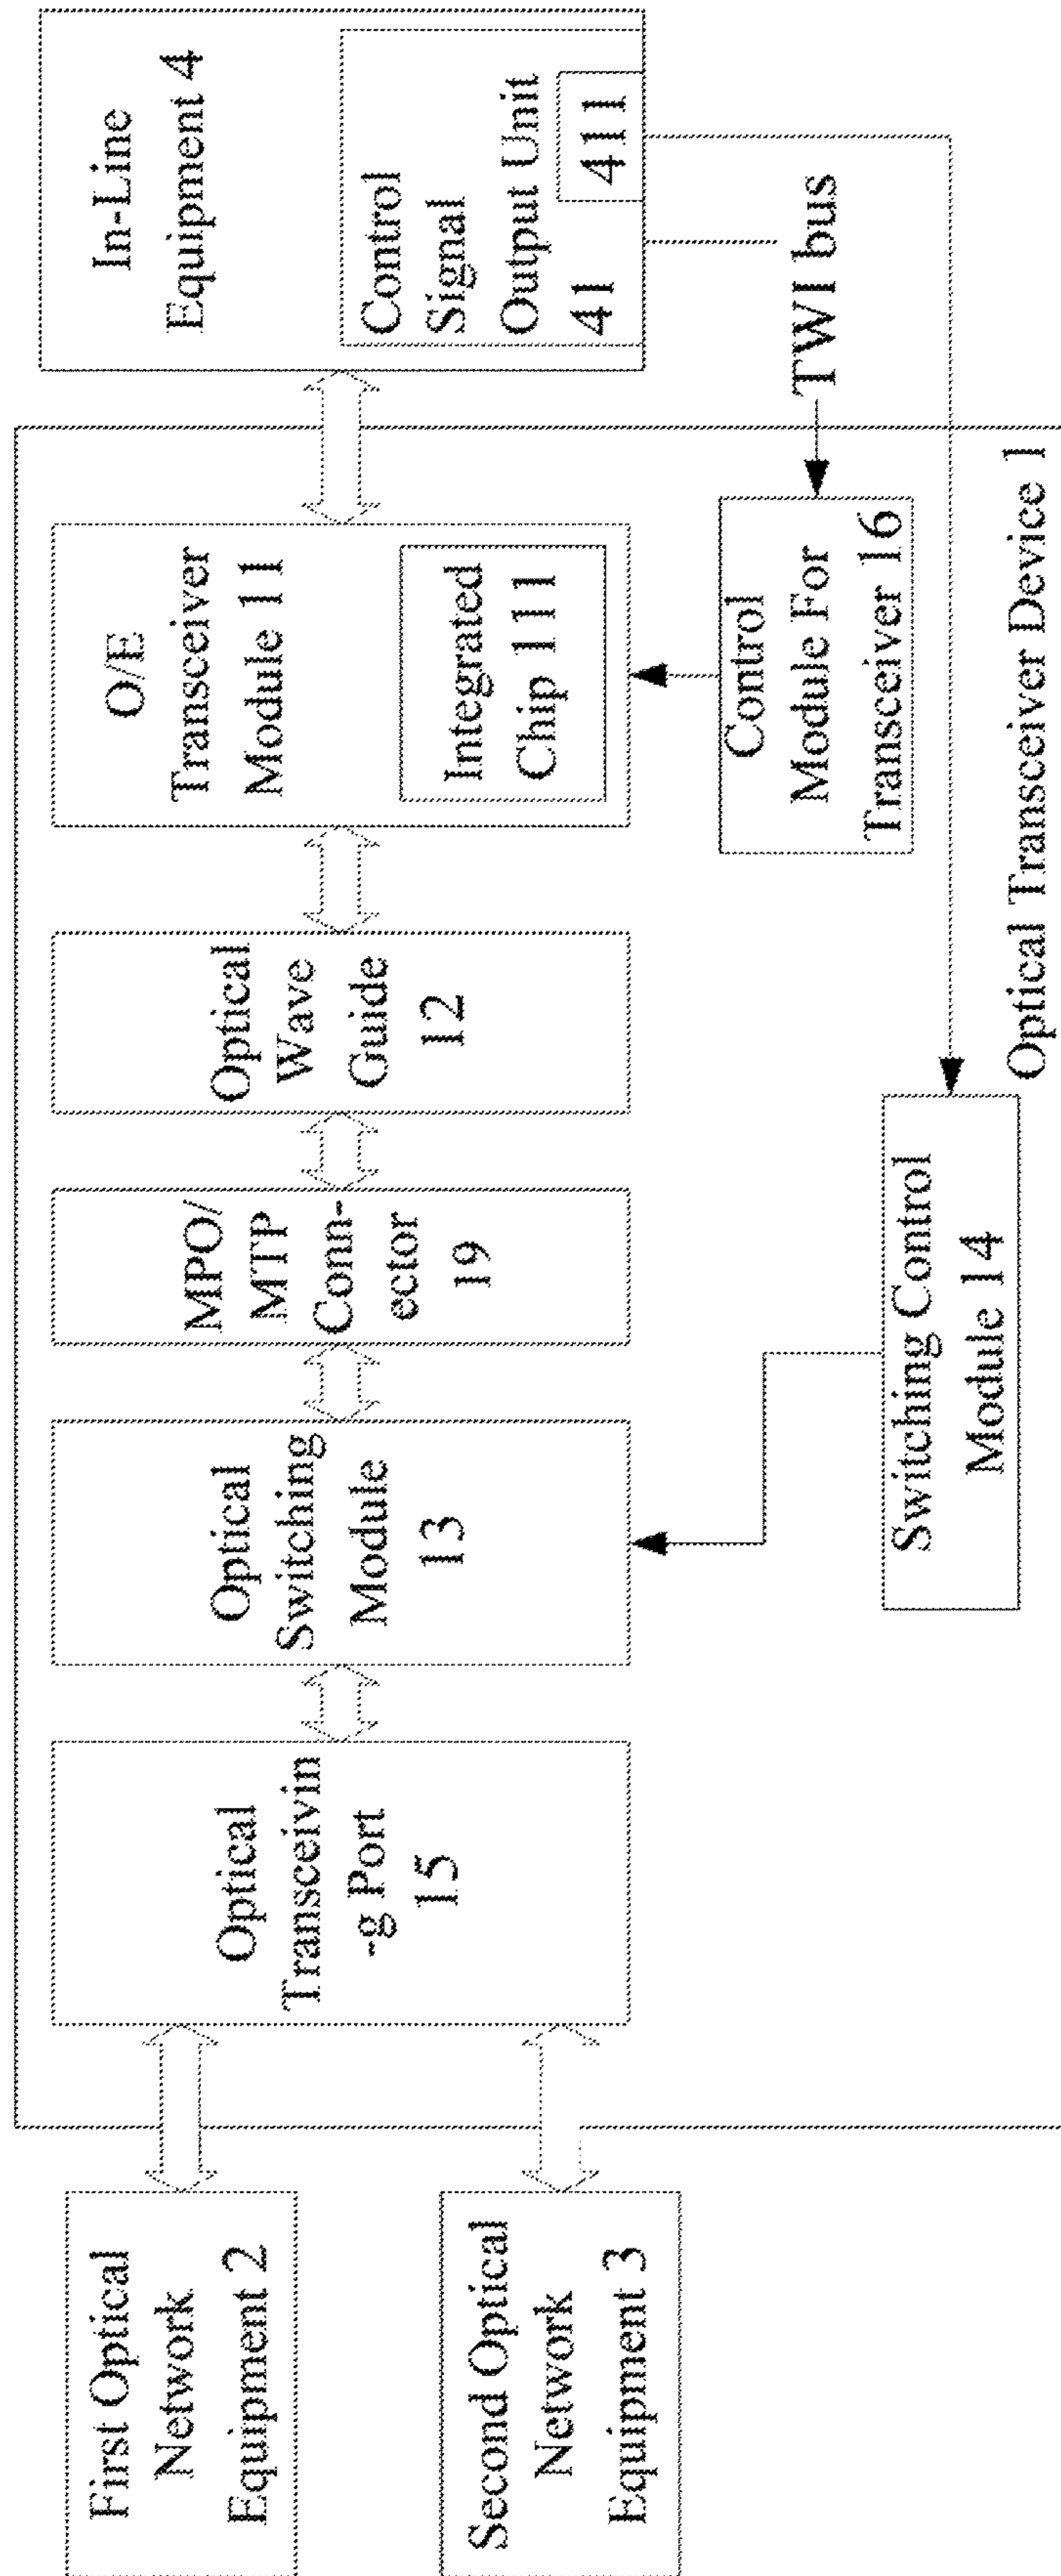 First Optical
Network
Equipment 2
Second Optical
Network
Equipment 3
Optical
Transceivin
-g Port
15
Optical
Switching
Module
13
MPO/
MTP
Conn-
ector
19
Optical
Wave
Guide
12
O/E
Transceiver
Module 11
Integrated
Chip 111
In-Line
Equipment 4
Control
Signal
Output Unit
41
411
TWI bus
Control
Module For
Transceiver 16
Switching Control
Module 14
Optical Transceiver Device 1